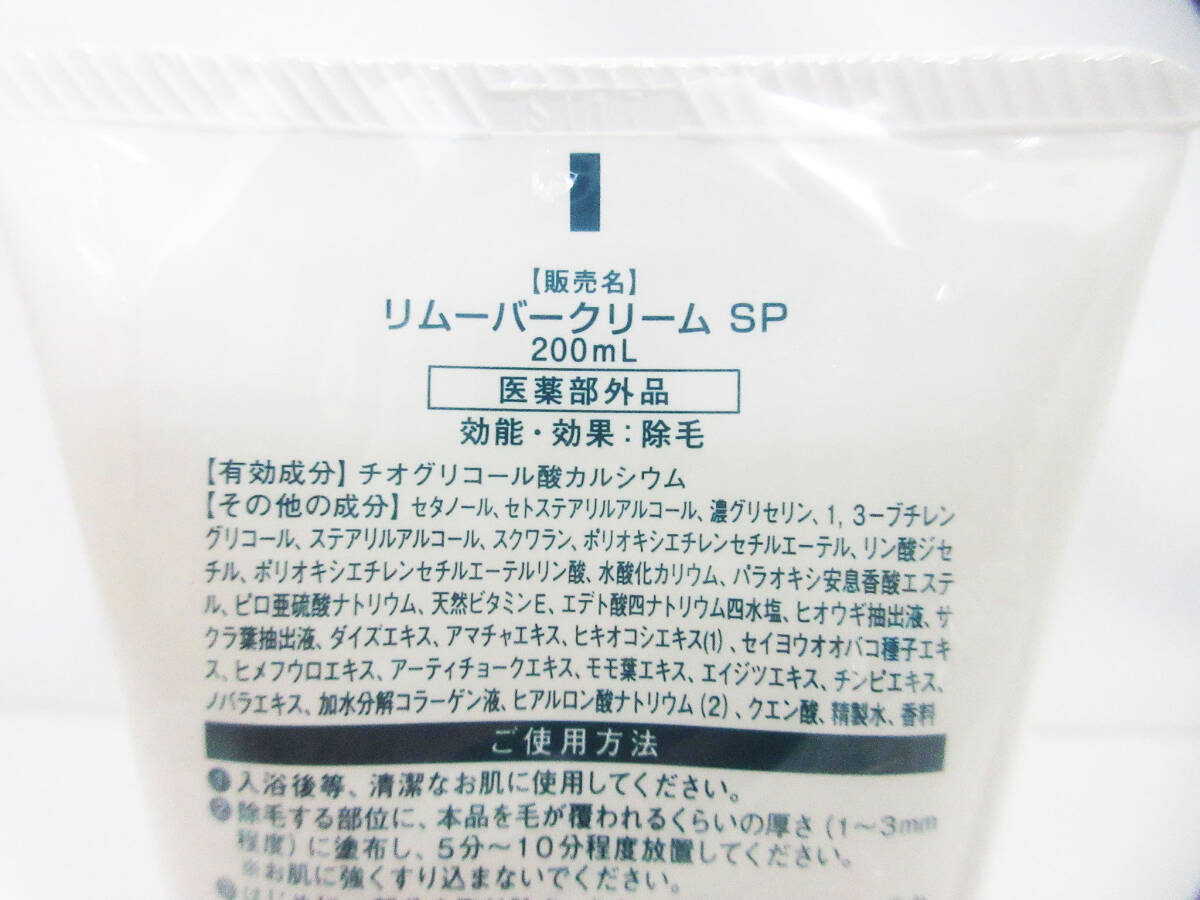 【販売名】
リムーバークリーム SP
200mL
医薬部外品
効能・効果：除毛
【有効成分】チオグリコール酸カルシウム
【その他の成分】セタノール、セトステアリルアルコール、濃グリセリン、1，3ーブチレン
グリコール、ステアリルアルコール、スクワラン、ポリオキシエチレンセチルエーテル、リン酸ジセ
チル、ポリオキシエチレンセチルエーテルリン酸、水酸化カリウム、パラオキシ安息香酸エステ
ル、ピロ亜硫酸ナトリウム、天然ビタミンE、エデト酸四ナトリウム四水塩、ヒオウギ抽出液、サ
クラ葉抽出液、ダイズエキス、アマチャエキス、ヒキオコシエキス(1)、セイヨウオオバコ種子エキ
ス、ヒメフウロエキス、アーティチョークエキス、モモ葉エキス、エイジツエキス、チンピエキス、
ノバラエキス、加水分解コラーゲン液、ヒアルロン酸ナトリウム（2）、クエン酸、精製水、香料
ご使用方法
❶入浴後等、清潔なお肌に使用してください。
❷除毛する部位に、本品を毛が覆われるくらいの厚さ（1〜3mm
程度）に塗布し、5分〜10分程度放置してください。
※お肌に強くすり込まないでください。